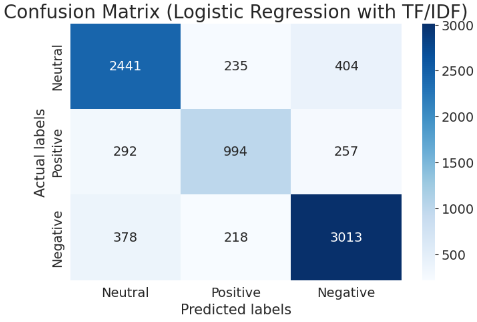 Confusion Matrix (Logistic Regression with TF/IDF)
Neutral 2441 235 404
Positive 292 994 257
Negative 378 218 3013
Neutral Positive Negative
Predicted labels
Actual labels
3000
2500
2000
1500
1000
500